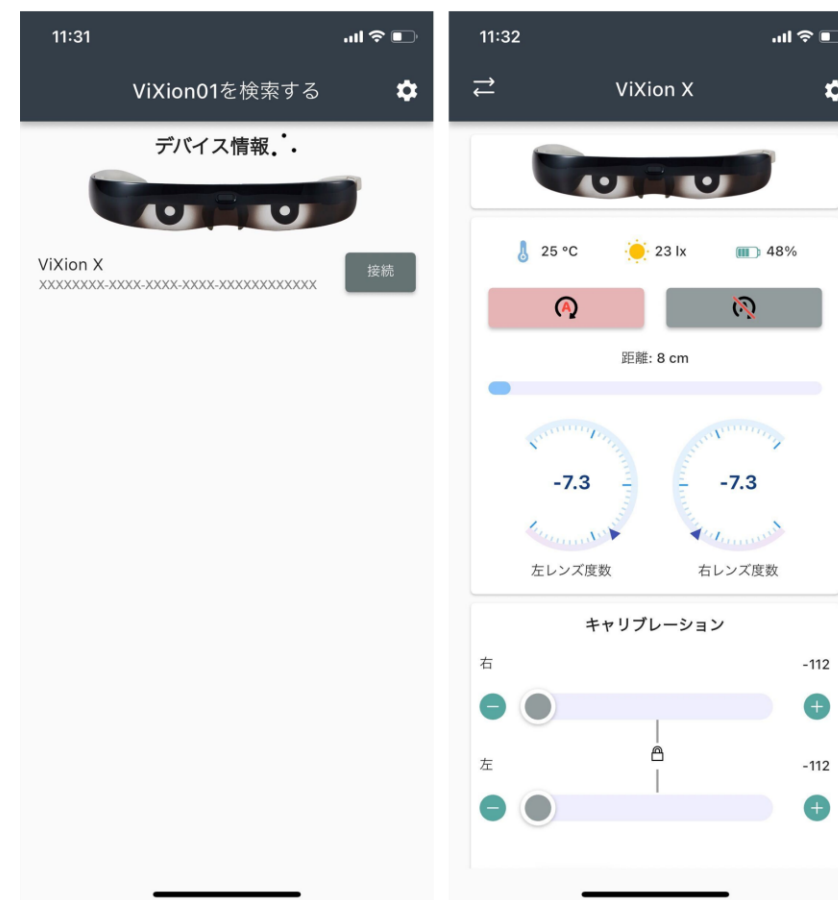 11:31
ViXion01を検索する
デバイス情報
ViXion X
XXXXXXXX-XXXX-XXXX-XXXX-XXXXXXXXXXXX
接続
11:32
ViXion X
25 °C
23 lx
48%
A
A
距離: 8 cm
-7.3
-7.3
左レンズ度数
右レンズ度数
キャリブレーション
右
-112
左
-112